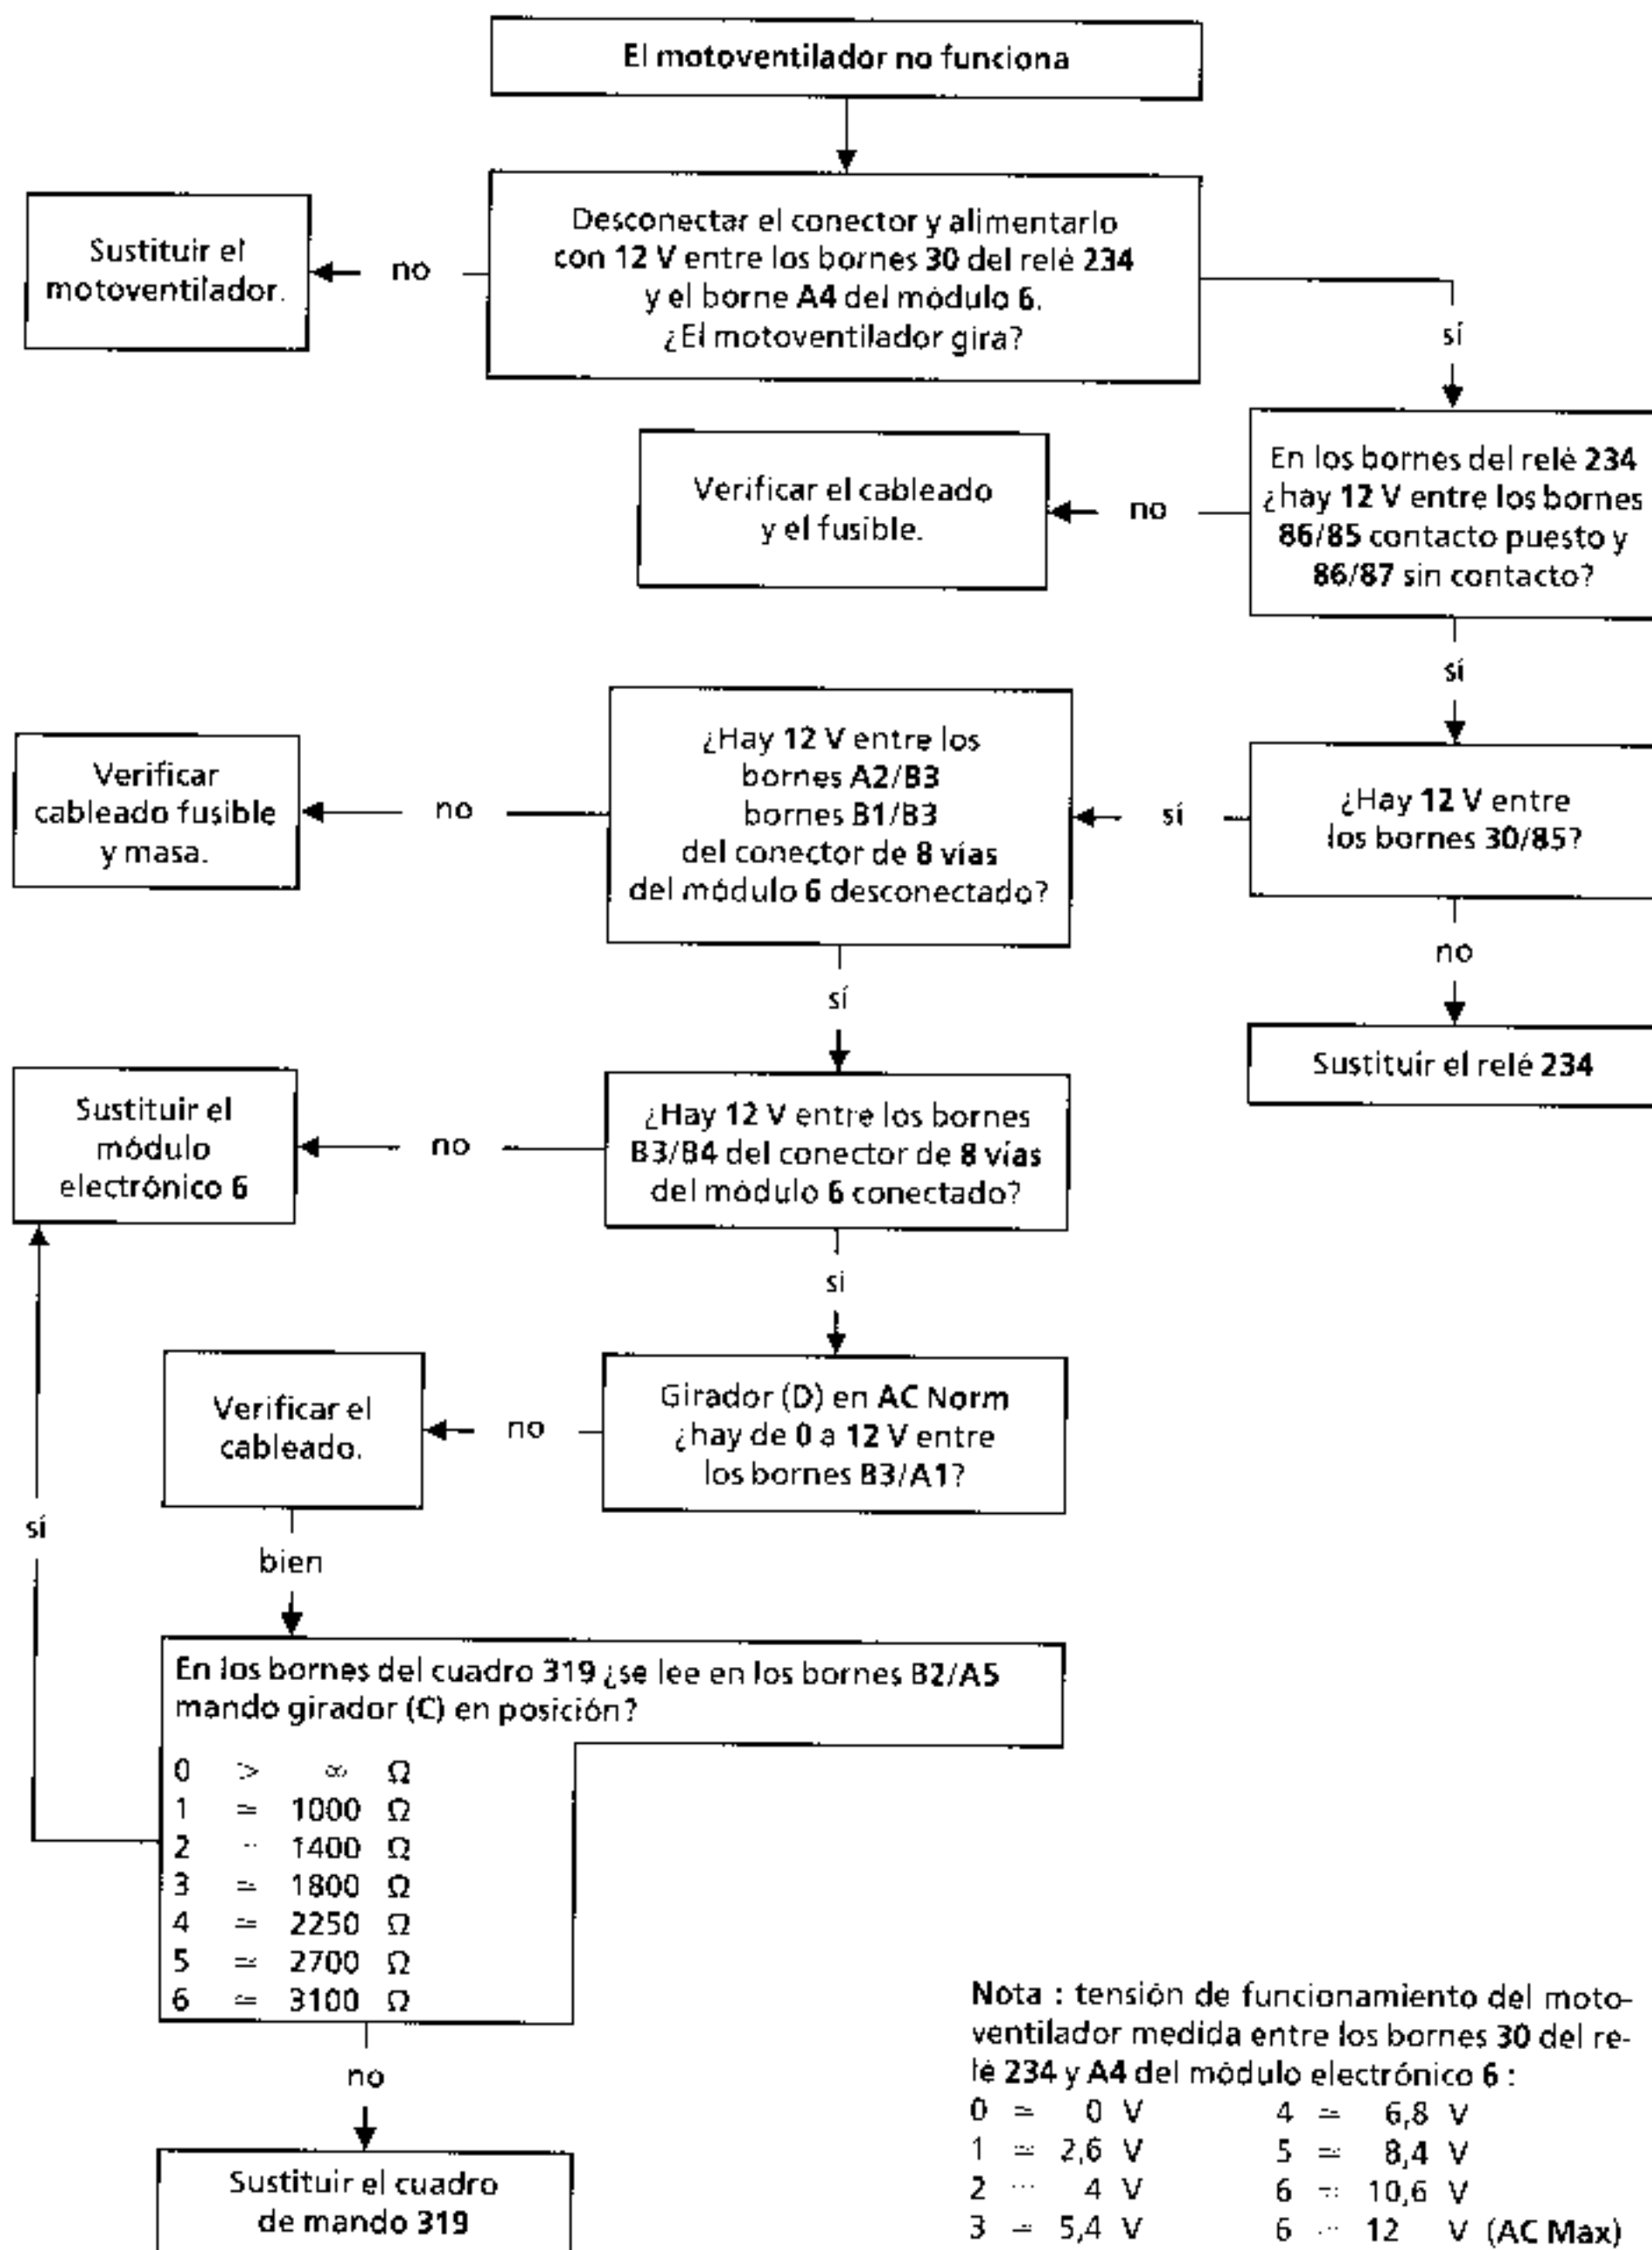 El motoventilador no funciona
Desconectar el conector y alimentarlo
con 12 V entre los bornes 30 del relé 234
y el borne A4 del módulo 6.
¿El motoventilador gira?
no
Sustituir el
motoventilador.
sí
En los bornes del relé 234
¿hay 12 V entre los bornes
86/85 contacto puesto y
86/87 sin contacto?
no
Verificar el cableado
y el fusible.
sí
¿Hay 12 V entre
los bornes 30/85?
no
Sustituir el relé 234
sí
¿Hay 12 V entre los
bornes A2/B3
bornes B1/B3
del conector de 8 vías
del módulo 6 desconectado?
no
Verificar
cableado fusible
y masa.
sí
¿Hay 12 V entre los bornes
B3/B4 del conector de 8 vías
del módulo 6 conectado?
no
Sustituir el
módulo
electrónico 6
si
Girador (D) en AC Norm
¿hay de 0 a 12 V entre
los bornes B3/A1?
no
Verificar el
cableado.
bien
En los bornes del cuadro 319 ¿se lee en los bornes B2/A5
mando girador (C) en posición?
0 > ∞ Ω
1 ≃ 1000 Ω
2 ≃ 1400 Ω
3 ≃ 1800 Ω
4 ≃ 2250 Ω
5 ≃ 2700 Ω
6 ≃ 3100 Ω
sí
no
Sustituir el cuadro
de mando 319
Nota : tensión de funcionamiento del moto-
ventilador medida entre los bornes 30 del re-
lé 234 y A4 del módulo electrónico 6 :
0 ≃ 0 V 4 ≃ 6,8 V
1 ≃ 2,6 V 5 ≃ 8,4 V
2 ≃ 4 V 6 ≃ 10,6 V
3 ≃ 5,4 V 6 ≃ 12 V (AC Max)